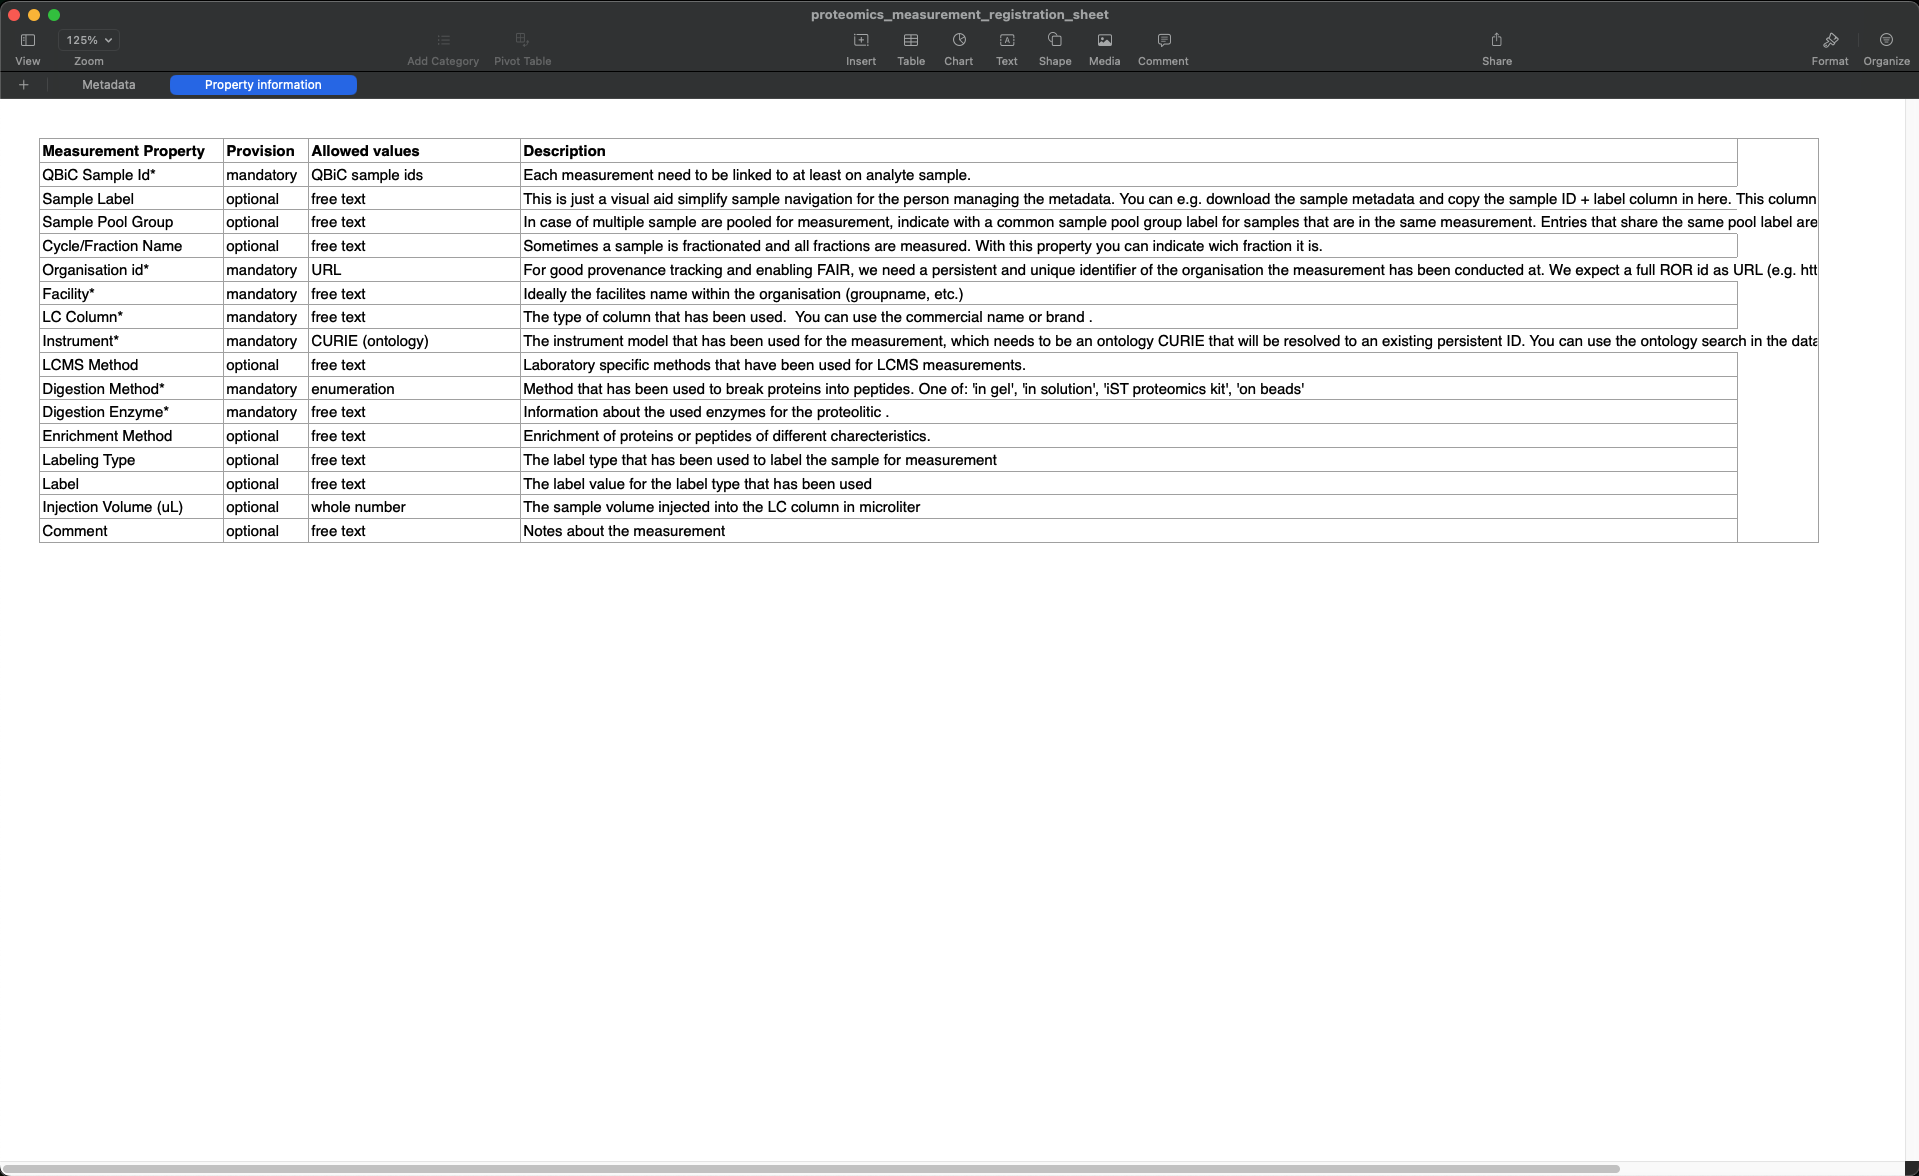 proteomics_measurement_registration_sheet
125%
View Zoom Add Category Pivot Table Insert Table Chart Text Shape Media Comment Share Format Organize
+ Metadata Property information
Measurement Property Provision Allowed values Description
QBiC Sample Id* mandatory QBiC sample ids Each measurement need to be linked to at least on analyte sample.
Sample Label optional free text This is just a visual aid simplify sample navigation for the person managing the metadata. You can e.g. download the sample metadata and copy the sample ID + label column in here. This column
Sample Pool Group optional free text In case of multiple sample are pooled for measurement, indicate with a common sample pool group label for samples that are in the same measurement. Entries that share the same pool label are
Cycle/Fraction Name optional free text Sometimes a sample is fractionated and all fractions are measured. With this property you can indicate wich fraction it is.
Organisation id* mandatory URL For good provenance tracking and enabling FAIR, we need a persistent and unique identifier of the organisation the measurement has been conducted at. We expect a full ROR id as URL (e.g. htt
Facility* mandatory free text Ideally the facilites name within the organisation (groupname, etc.)
LC Column* mandatory free text The type of column that has been used.  You can use the commercial name or brand .
Instrument* mandatory CURIE (ontology) The instrument model that has been used for the measurement, which needs to be an ontology CURIE that will be resolved to an existing persistent ID. You can use the ontology search in the data
LCMS Method optional free text Laboratory specific methods that have been used for LCMS measurements.
Digestion Method* mandatory enumeration Method that has been used to break proteins into peptides. One of: 'in gel', 'in solution', 'iST proteomics kit', 'on beads'
Digestion Enzyme* mandatory free text Information about the used enzymes for the proteolitic .
Enrichment Method optional free text Enrichment of proteins or peptides of different charecteristics.
Labeling Type optional free text The label type that has been used to label the sample for measurement
Label optional free text The label value for the label type that has been used
Injection Volume (uL) optional whole number The sample volume injected into the LC column in microliter
Comment optional free text Notes about the measurement